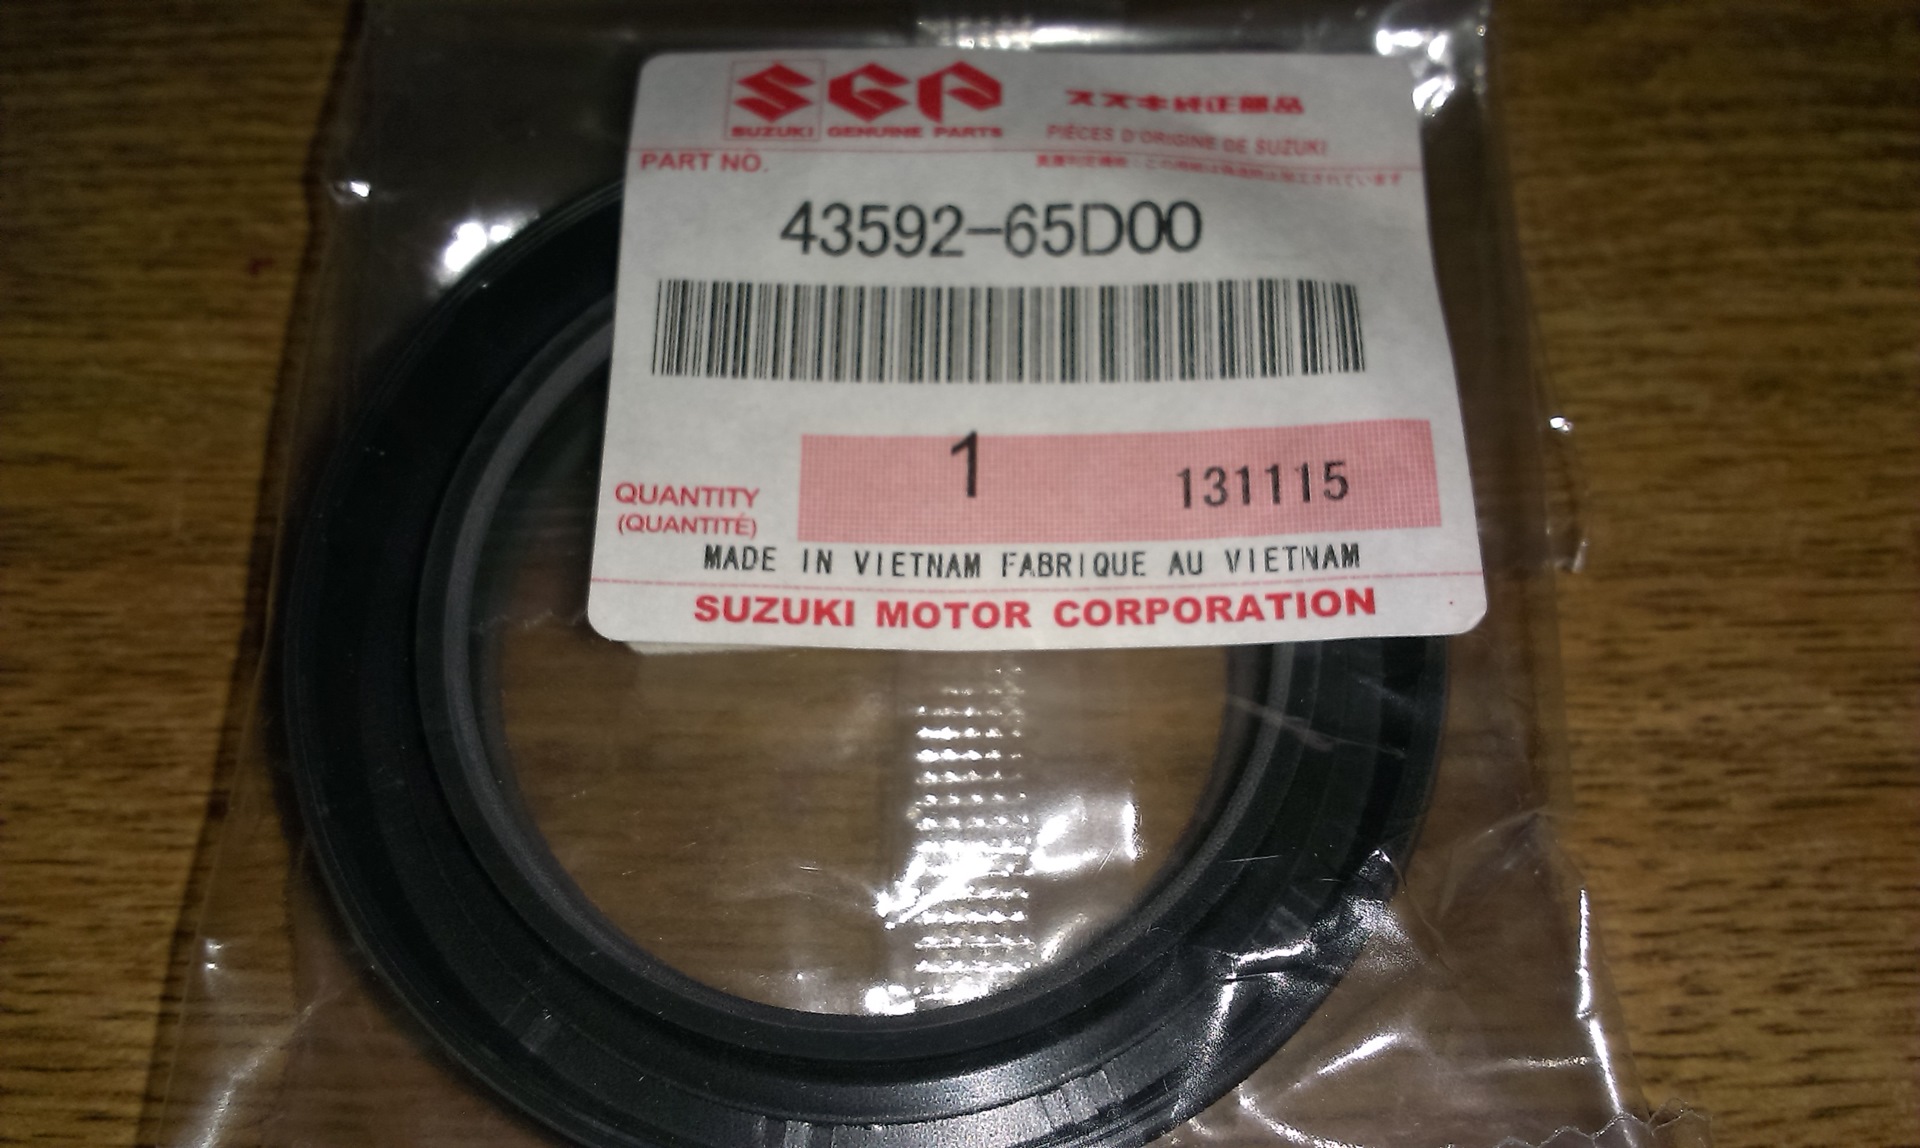 SGP スズキ純正部品
SUZUKI GENUINE PARTS PIÈCES D'ORIGINE DE SUZUKI
PART NO.
43592-65D00
1 131115
QUANTITY
(QUANTITÉ)
MADE IN VIETNAM FABRIQUE AU VIETNAM
SUZUKI MOTOR CORPORATION